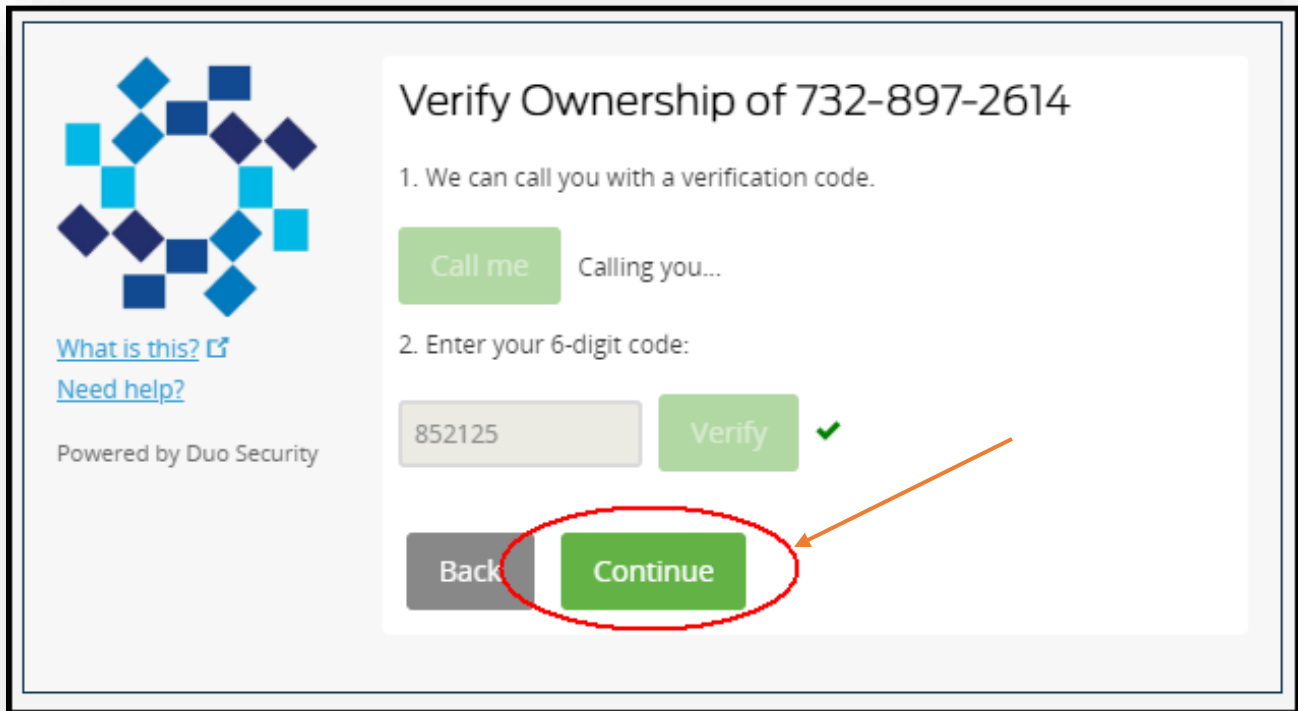 Verify Ownership of 732-897-2614
1. We can call you with a verification code.
Call me Calling you...
2. Enter your 6-digit code:
852125 Verify
Back Continue
What is this?
Need help?
Powered by Duo Security